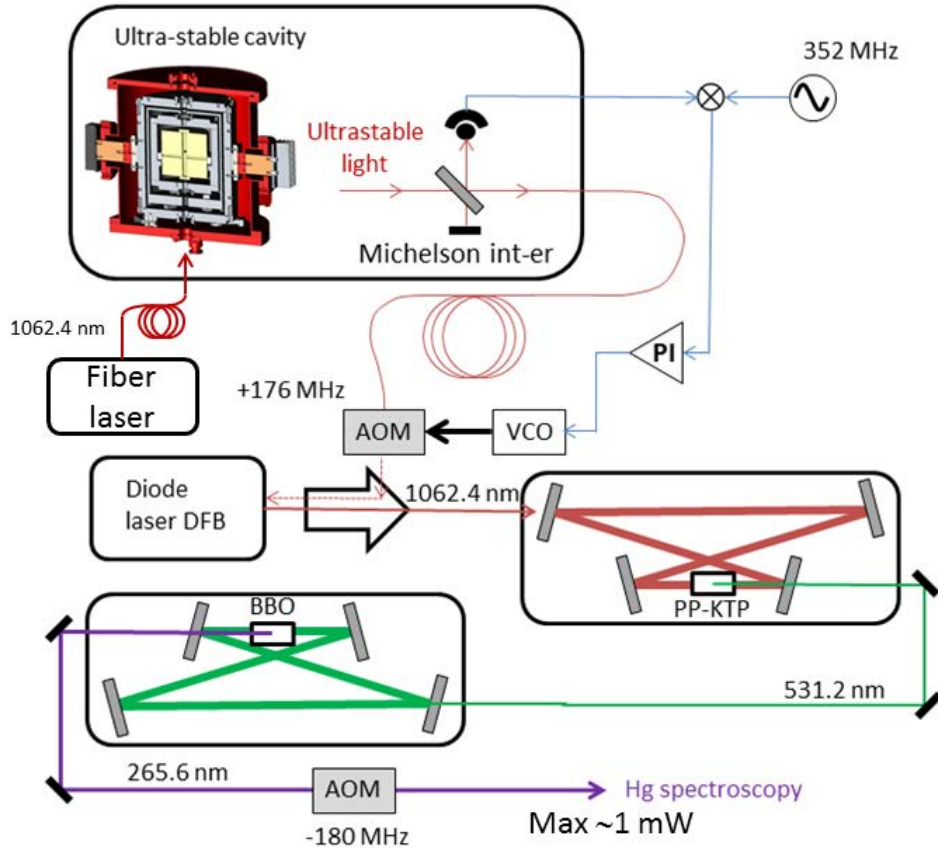 Ultra-stable cavity
352 MHz
Ultrastable
light
Michelson int-er
1062.4 nm
Fiber
laser
PI
+176 MHz
AOM
VCO
Diode
laser DFB
1062.4 nm
PP-KTP
BBO
531.2 nm
265.6 nm
AOM
-180 MHz
Hg spectroscopy
Max ~1 mW